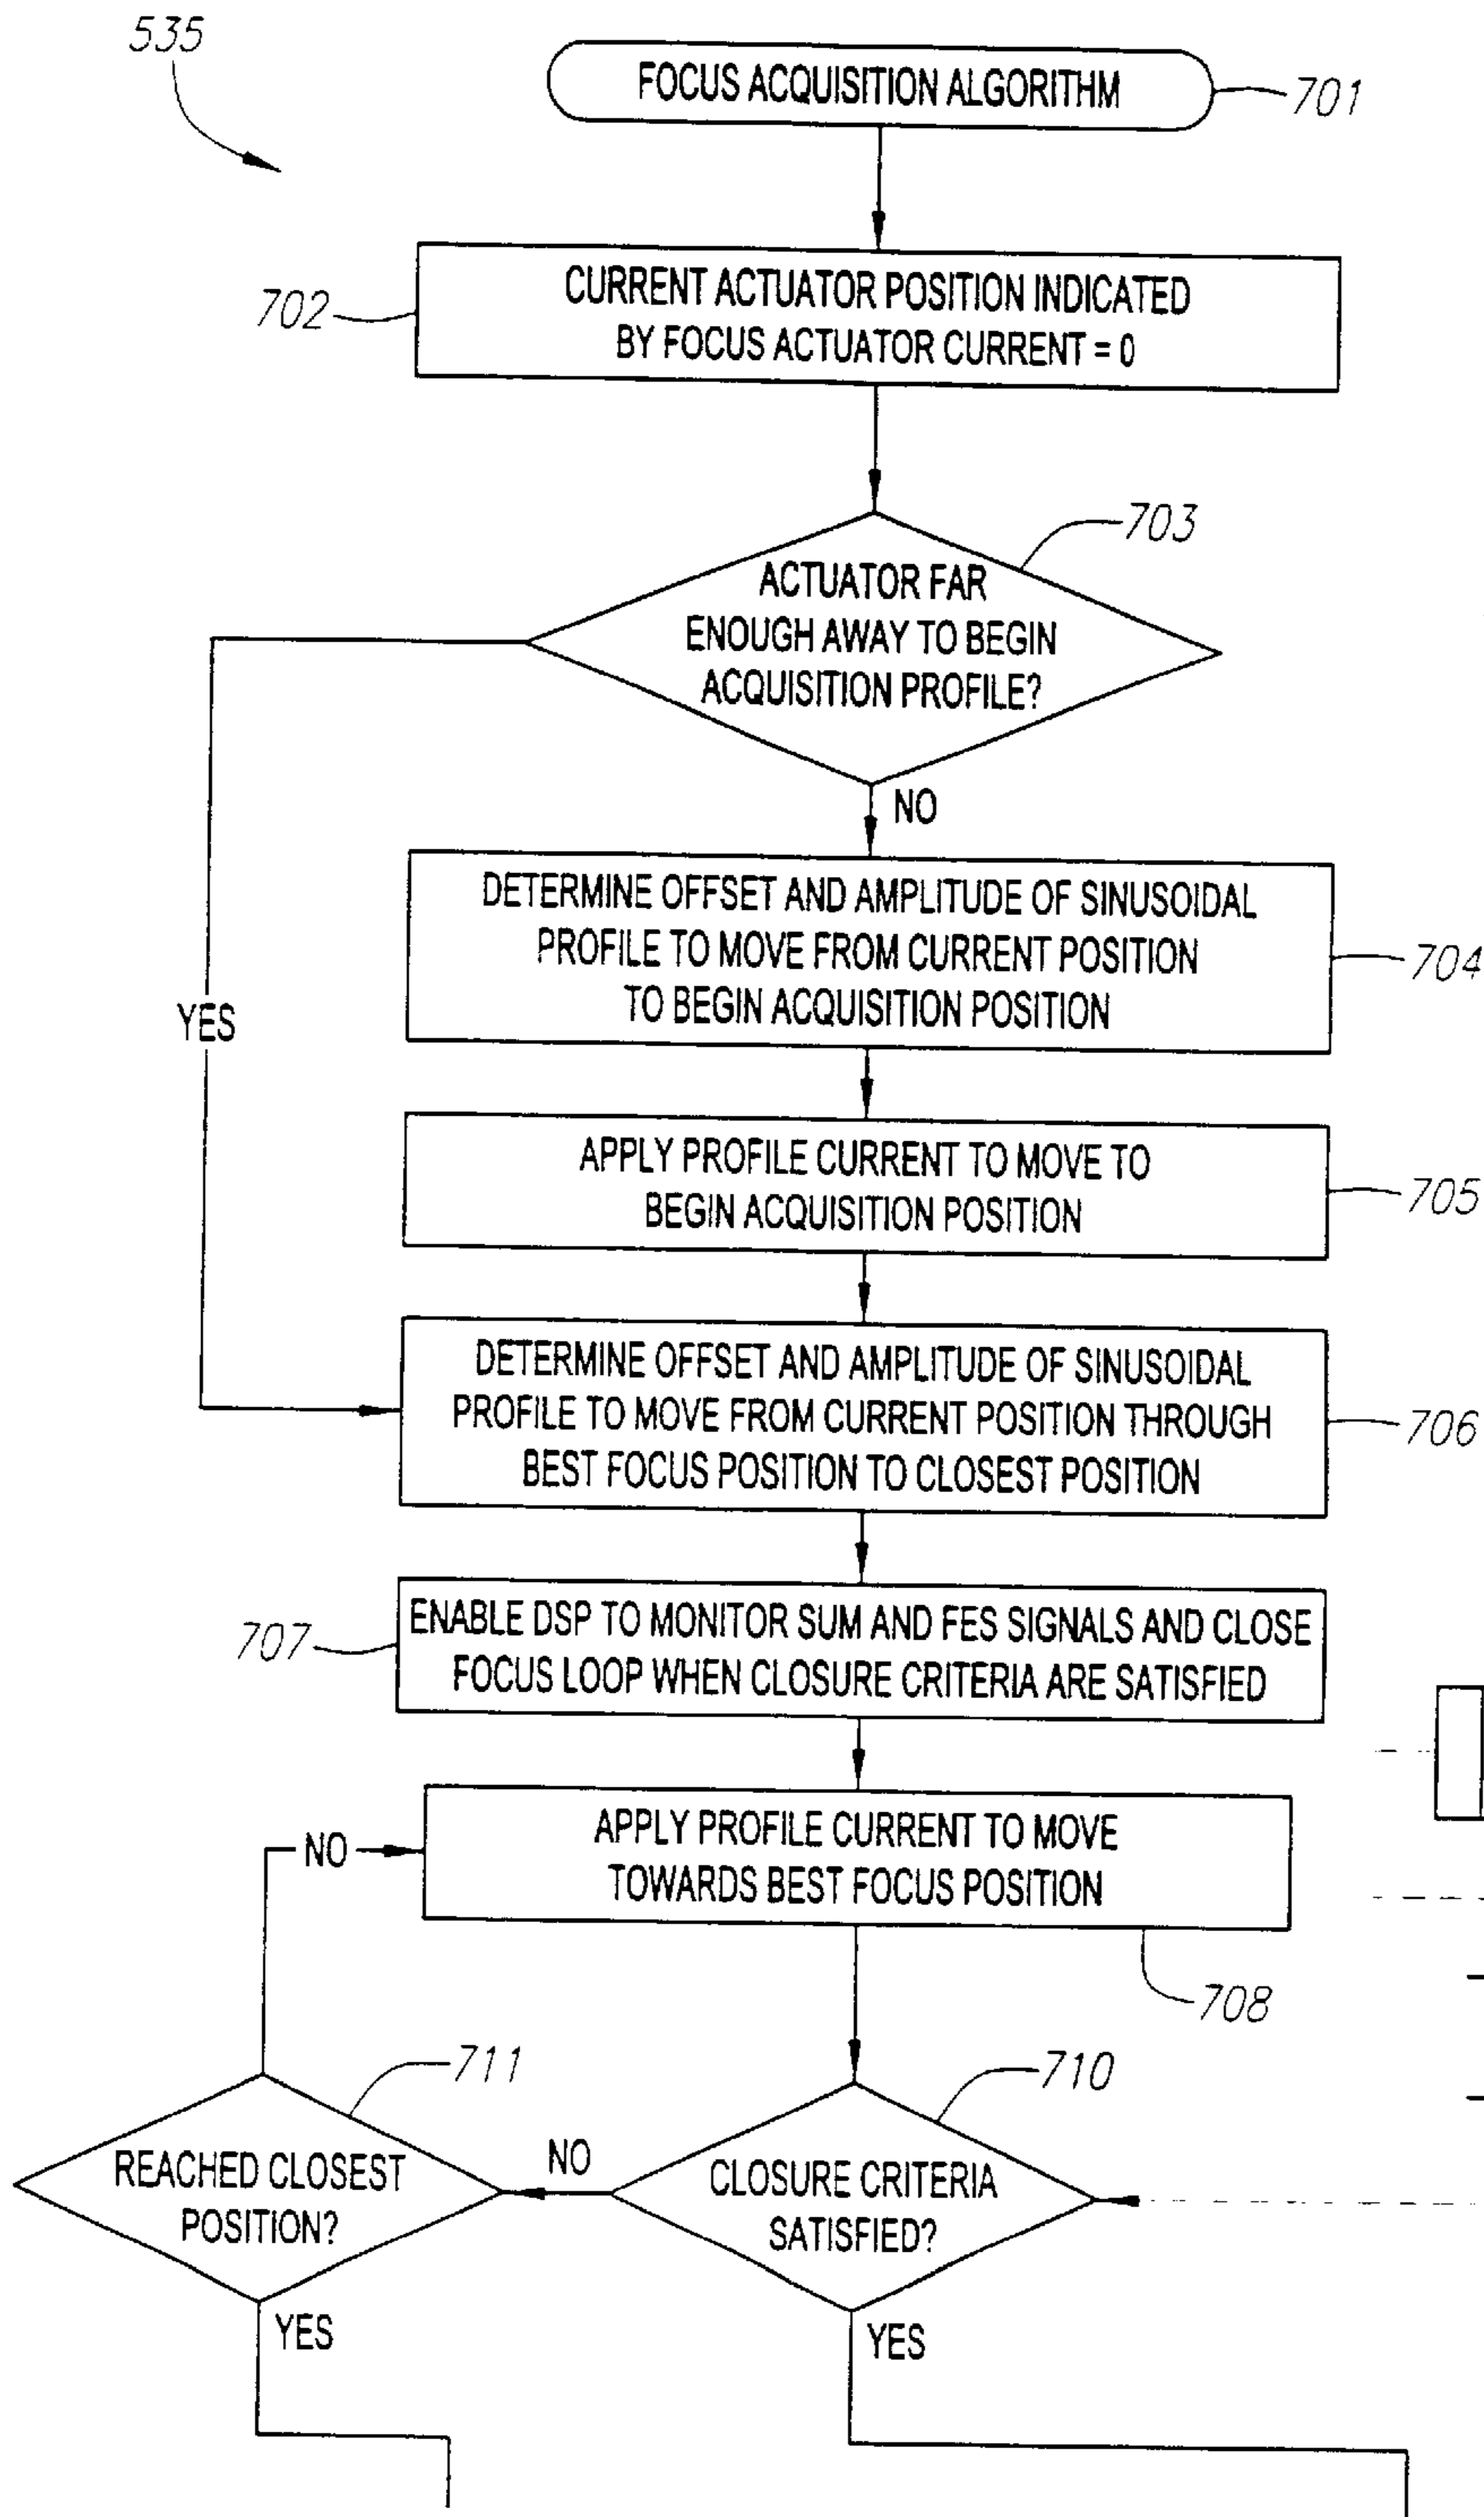 535
FOCUS ACQUISITION ALGORITHM
701
702
CURRENT ACTUATOR POSITION INDICATED
BY FOCUS ACTUATOR CURRENT = 0
703
ACTUATOR FAR
ENOUGH AWAY TO BEGIN
ACQUISITION PROFILE?
NO
YES
DETERMINE OFFSET AND AMPLITUDE OF SINUSOIDAL
PROFILE TO MOVE FROM CURRENT POSITION
TO BEGIN ACQUISITION POSITION
704
APPLY PROFILE CURRENT TO MOVE TO
BEGIN ACQUISITION POSITION
705
DETERMINE OFFSET AND AMPLITUDE OF SINUSOIDAL
PROFILE TO MOVE FROM CURRENT POSITION THROUGH
BEST FOCUS POSITION TO CLOSEST POSITION
706
707
ENABLE DSP TO MONITOR SUM AND FES SIGNALS AND CLOSE
FOCUS LOOP WHEN CLOSURE CRITERIA ARE SATISFIED
NO
APPLY PROFILE CURRENT TO MOVE
TOWARDS BEST FOCUS POSITION
708
711
710
REACHED CLOSEST
POSITION?
NO
CLOSURE CRITERIA
SATISFIED?
YES
YES